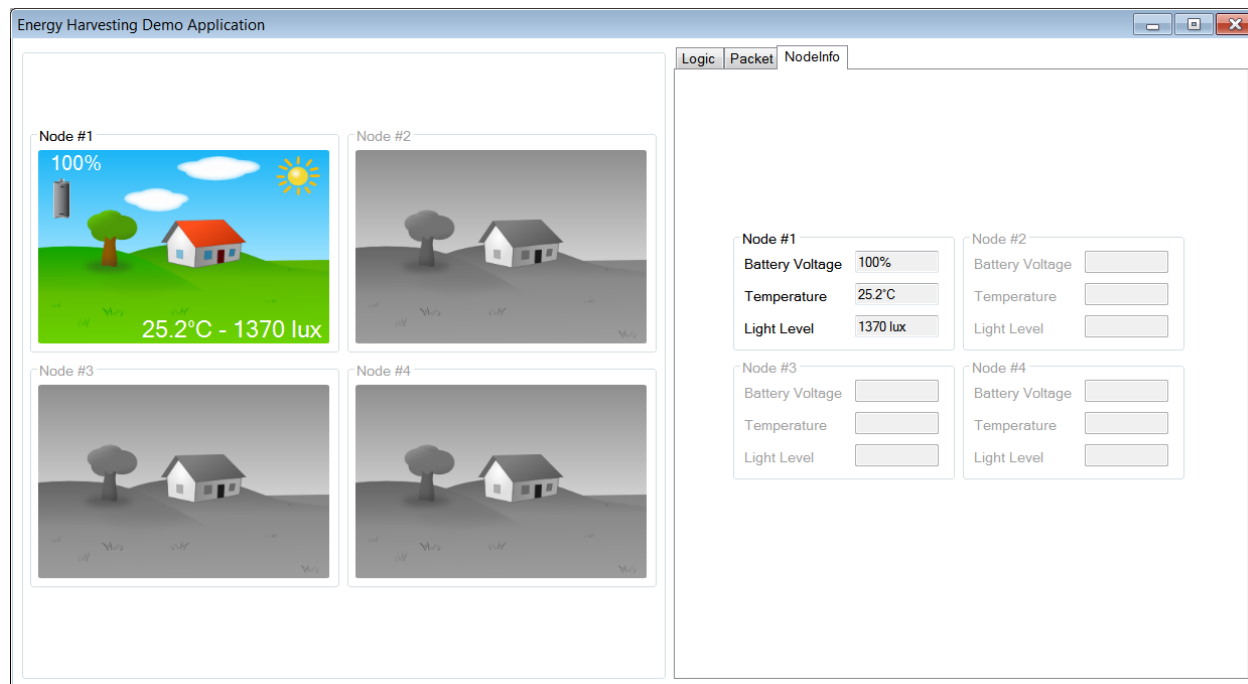 Energy Harvesting Demo Application
Logic Packet NodeInfo
Node #1
100%
25.2°C - 1370 lux
Node #2
Node #3
Node #4
Node #1
Battery Voltage 100%
Temperature 25.2°C
Light Level 1370 lux
Node #2
Battery Voltage
Temperature
Light Level
Node #3
Battery Voltage
Temperature
Light Level
Node #4
Battery Voltage
Temperature
Light Level